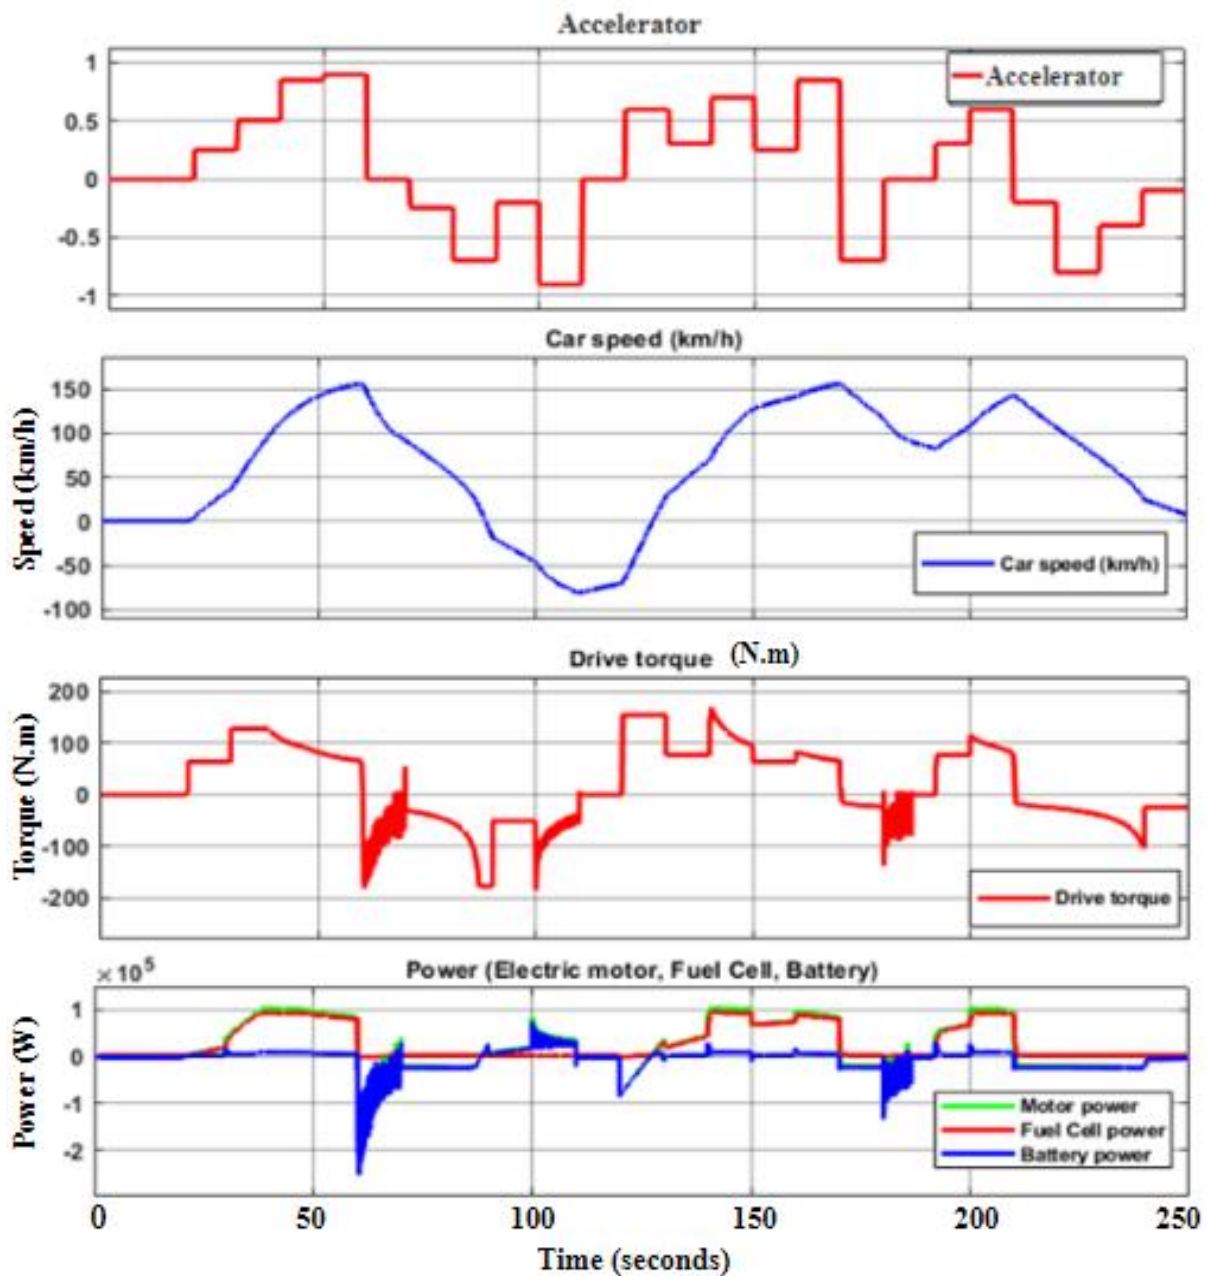 Accelerator
1
0.5
0
-0.5
-1
Accelerator
Car speed (km/h)
Speed (km/h)
150
100
50
0
-50
-100
Car speed (km/h)
Drive torque (N.m)
Torque (N.m)
200
100
0
-100
-200
Drive torque
×10⁵
Power (Electric motor, Fuel Cell, Battery)
Power (W)
1
0
-1
-2
Motor power
Fuel Cell power
Battery power
0 50 100 150 200 250
Time (seconds)